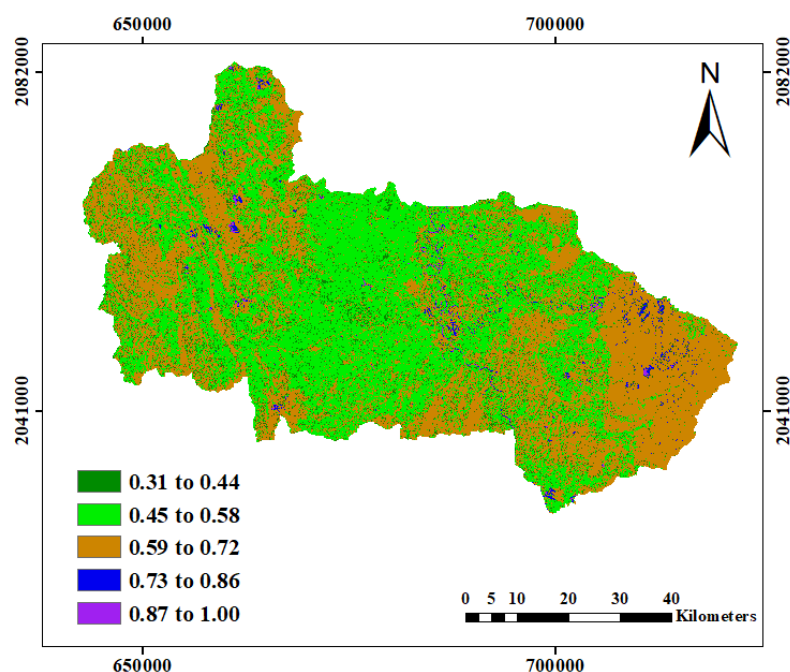 650000 700000
2082000 2082000
N
2041000 2041000
0.31 to 0.44
0.45 to 0.58
0.59 to 0.72
0.73 to 0.86
0.87 to 1.00
0 5 10 20 30 40
Kilometers
650000 700000